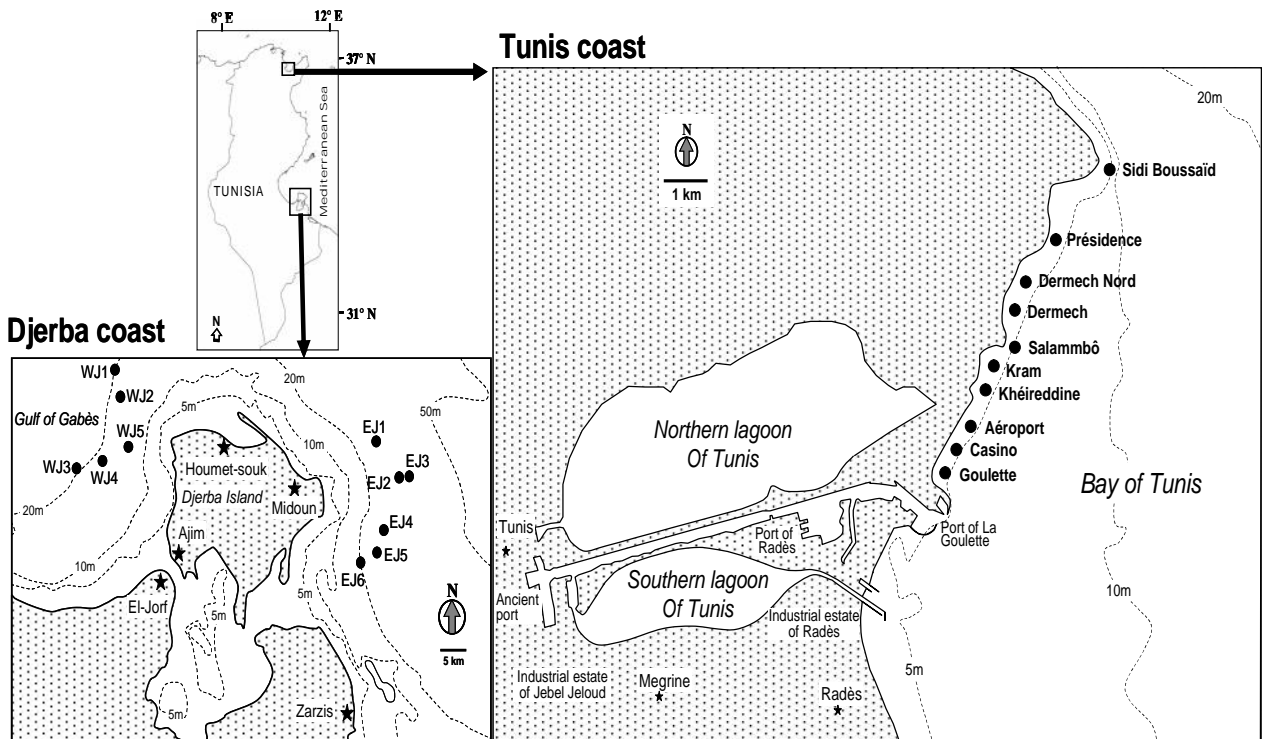 8° E
12° E
37° N
Mediterranean Sea
TUNISIA
31° N
N
Tunis coast
20m
N
1 km
Sidi Boussaïd
Présidence
Dermech Nord
Dermech
Salammbô
Kram
Khéireddine
Aéroport
Casino
Goulette
Northern lagoon
Of Tunis
Bay of Tunis
Tunis
Port of
Radès
Port of La
Goulette
Southern lagoon
Of Tunis
Ancient
port
Industrial estate
of Radès
10m
5m
Industrial estate
of Jebel Jeloud
Megrine
Radès
Djerba coast
WJ1
WJ2
20m
5m
50m
Gulf of Gabès
WJ5
EJ1
10m
WJ3
WJ4
Houmet-souk
EJ3
EJ2
Djerba Island
Midoun
20m
EJ4
Ajim
EJ5
10m
EJ6
El-Jorf
5m
5m
N
5 km
5m
Zarzis